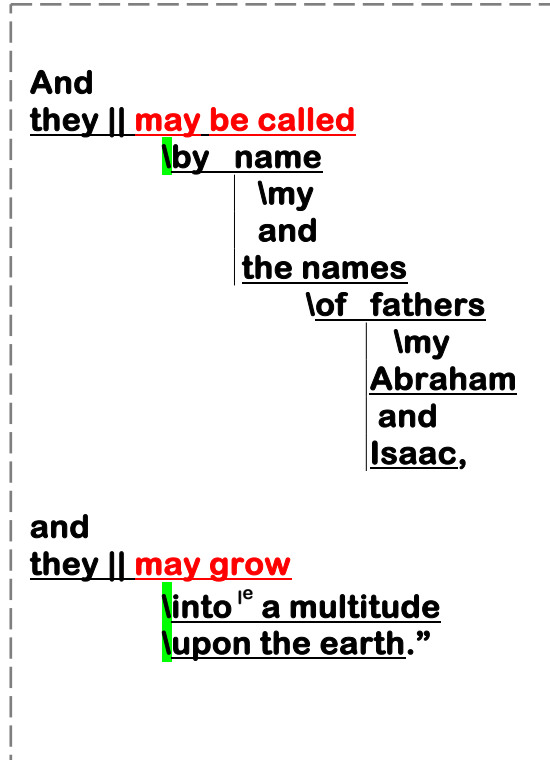 And
they || may be called
\by name
\my
and
the names
\of fathers
\my
Abraham
and
Isaac,
and
they || may grow
\into le a multitude
\upon the earth.”